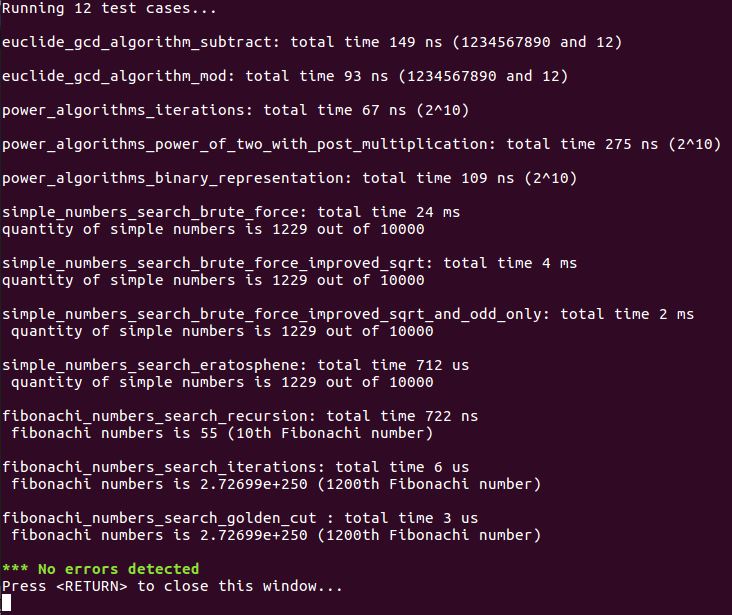 Running 12 test cases...
euclide_gcd_algorithm_subtract: total time 149 ns (1234567890 and 12)
euclide_gcd_algorithm_mod: total time 93 ns (1234567890 and 12)
power_algorithms_iterations: total time 67 ns (2^10)
power_algorithms_power_of_two_with_post_multiplication: total time 275 ns (2^10)
power_algorithms_binary_representation: total time 109 ns (2^10)
simple_numbers_search_brute_force: total time 24 ms
quantity of simple numbers is 1229 out of 10000
simple_numbers_search_brute_force_improved_sqrt: total time 4 ms
quantity of simple numbers is 1229 out of 10000
simple_numbers_search_brute_force_improved_sqrt_and_odd_only: total time 2 ms
quantity of simple numbers is 1229 out of 10000
simple_numbers_search_eratosphene: total time 712 us
quantity of simple numbers is 1229 out of 10000
fibonachi_numbers_search_recursion: total time 722 ns
fibonachi numbers is 55 (10th Fibonachi number)
fibonachi_numbers_search_iterations: total time 6 us
fibonachi numbers is 2.72699e+250 (1200th Fibonachi number)
fibonachi_numbers_search_golden_cut : total time 3 us
fibonachi numbers is 2.72699e+250 (1200th Fibonachi number)
*** No errors detected
Press <RETURN> to close this window...